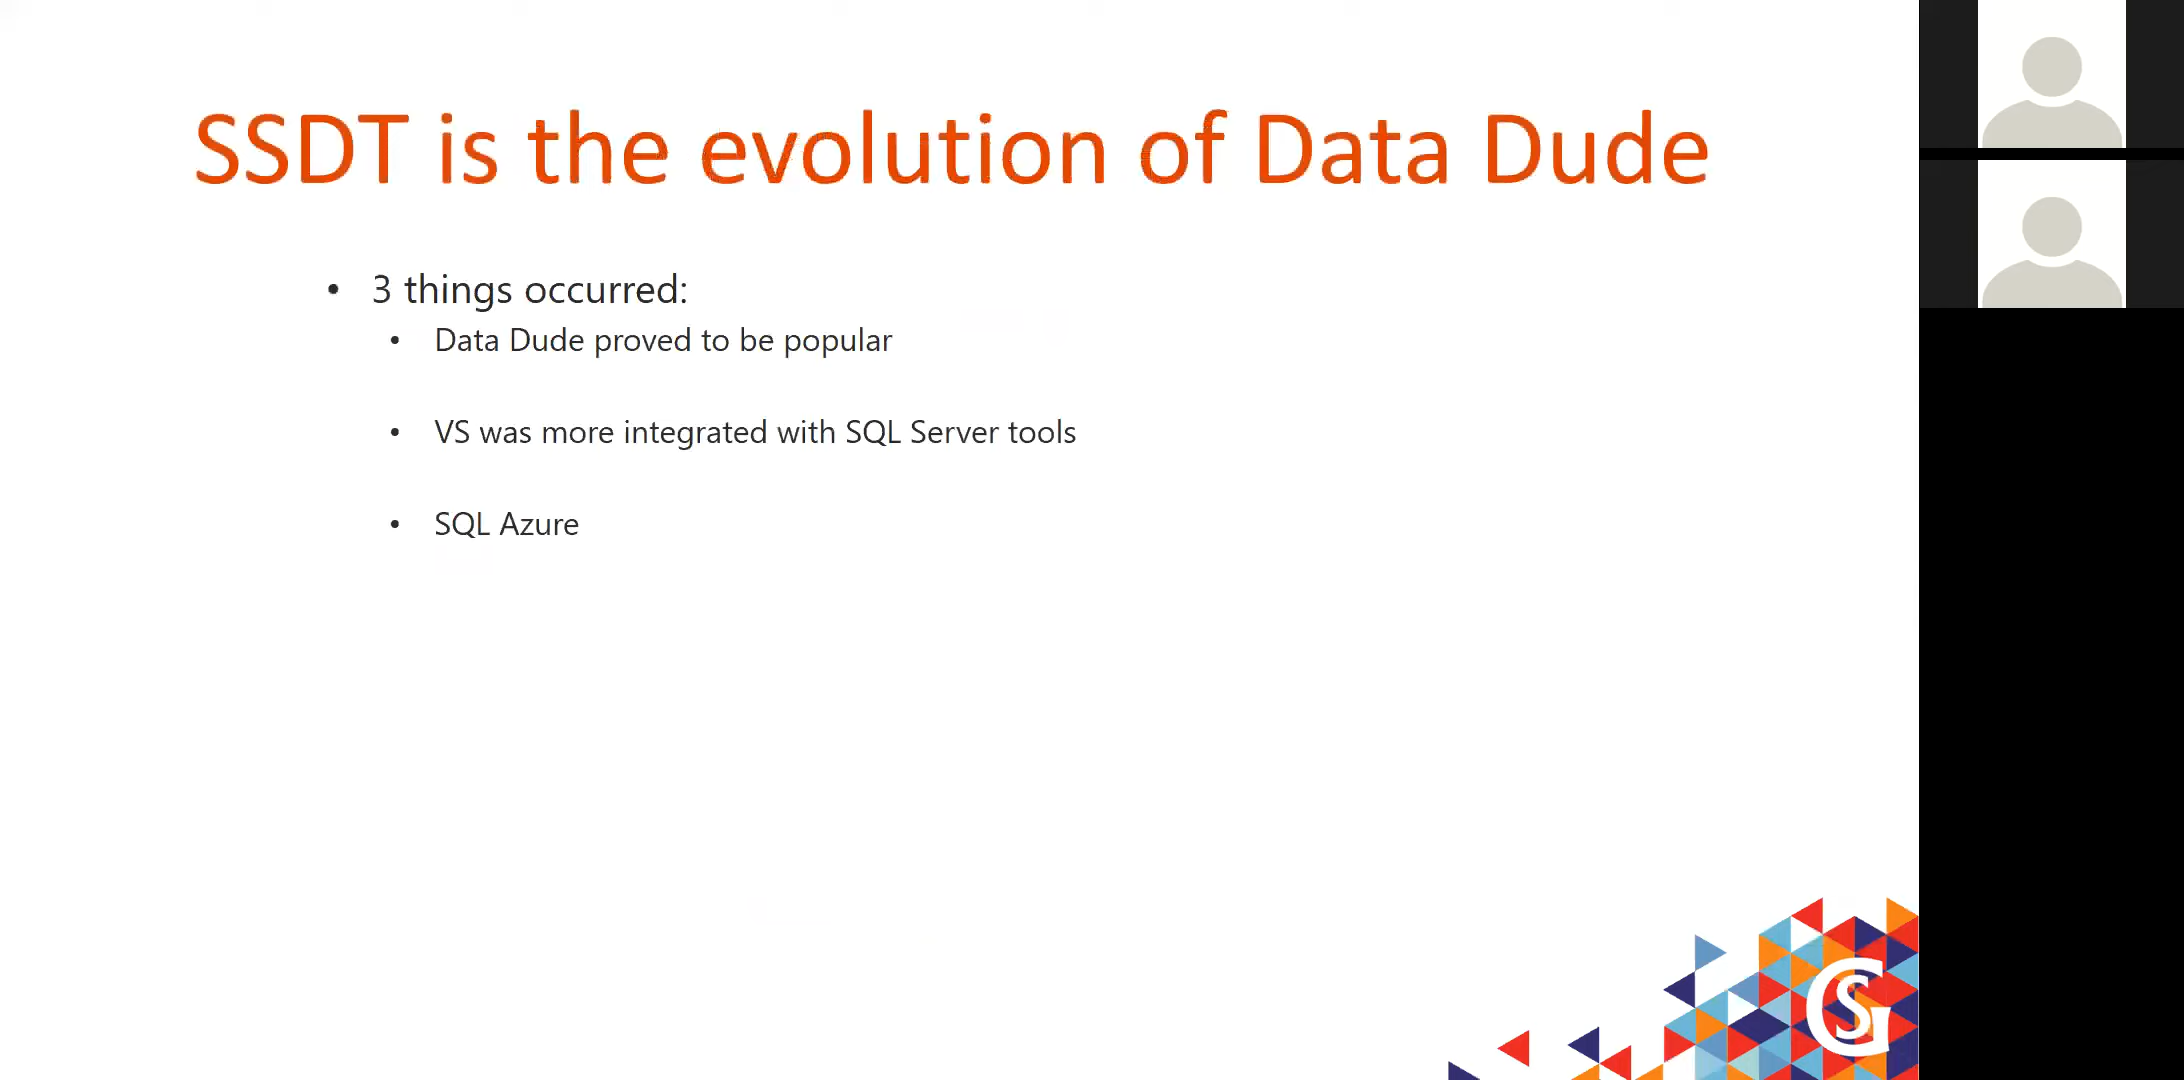 SSDT is the evolution of Data Dude
• 3 things occurred:
• Data Dude proved to be popular
• VS was more integrated with SQL Server tools
• SQL Azure
GS